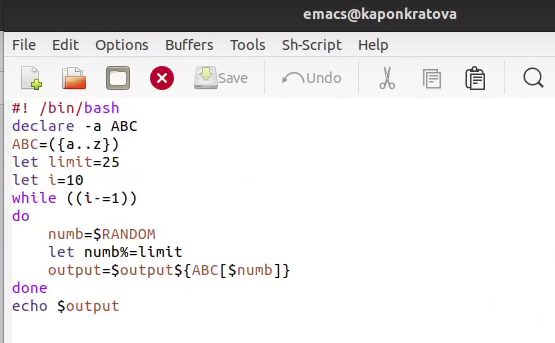 emacs@kaponkratova
File Edit Options Buffers Tools Sh-Script Help
Save Undo
#! /bin/bash
declare -a ABC
ABC=({a..z})
let limit=25
let i=10
while ((i-=1))
do
    numb=$RANDOM
    let numb%=limit
    output=$output${ABC[$numb]}
done
echo $output